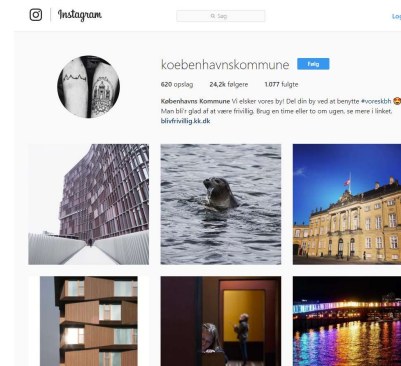 Instagram
Søg
Log
koebenhavnskommune Følg
620 opslag 24,2k følgere 1.077 fulgte
Københavns Kommune Vi elsker vores by! Del din by ved at benytte #voreskbh 😍
Man bli'r glad af at være frivillig. Brug en time eller to om ugen, se mere i linket.
blivfrivillig.kk.dk